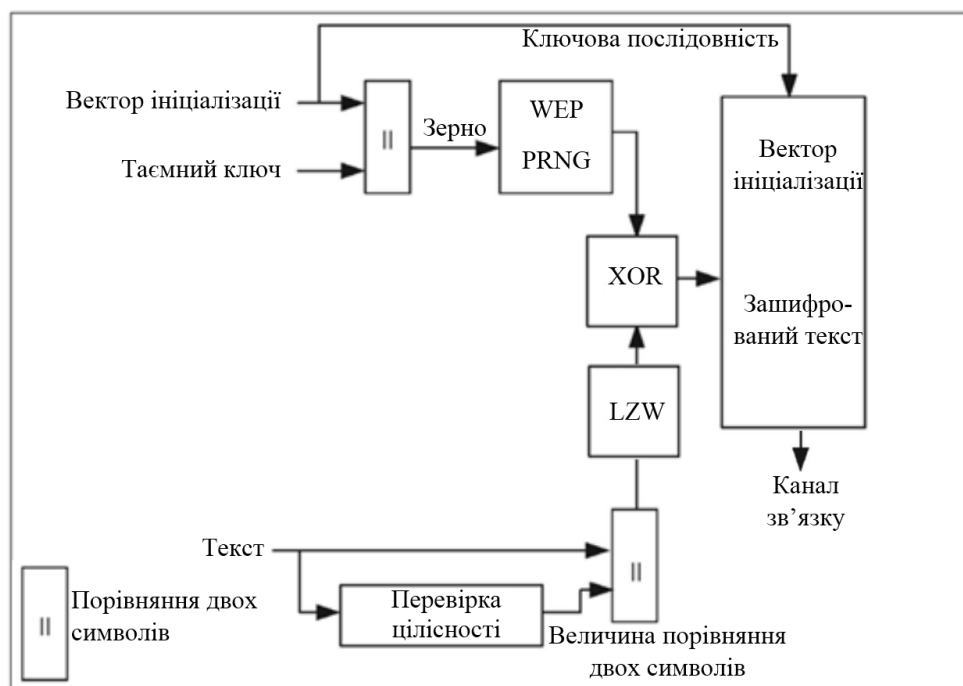 Ключова послідовність
Вектор ініціалізації
Таємний ключ
||
Зерно
WEP
PRNG
Вектор
ініціалізації
XOR
Зашифро-
ваний текст
LZW
Канал
зв’язку
Текст
||
Перевірка
цілісності
Величина порівняння
двох символів
||
Порівняння двох
символів